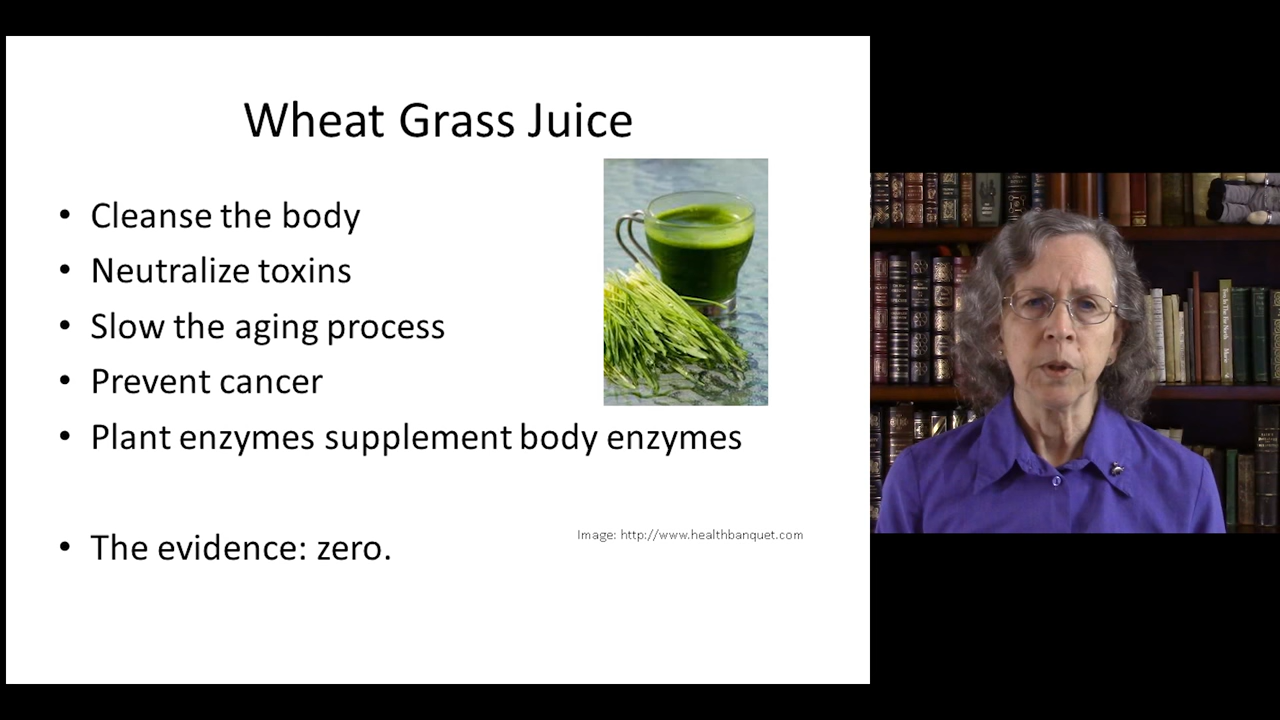 Wheat Grass Juice
• Cleanse the body
• Neutralize toxins
• Slow the aging process
• Prevent cancer
• Plant enzymes supplement body enzymes
• The evidence: zero.
Image: http://www.healthbanquet.com